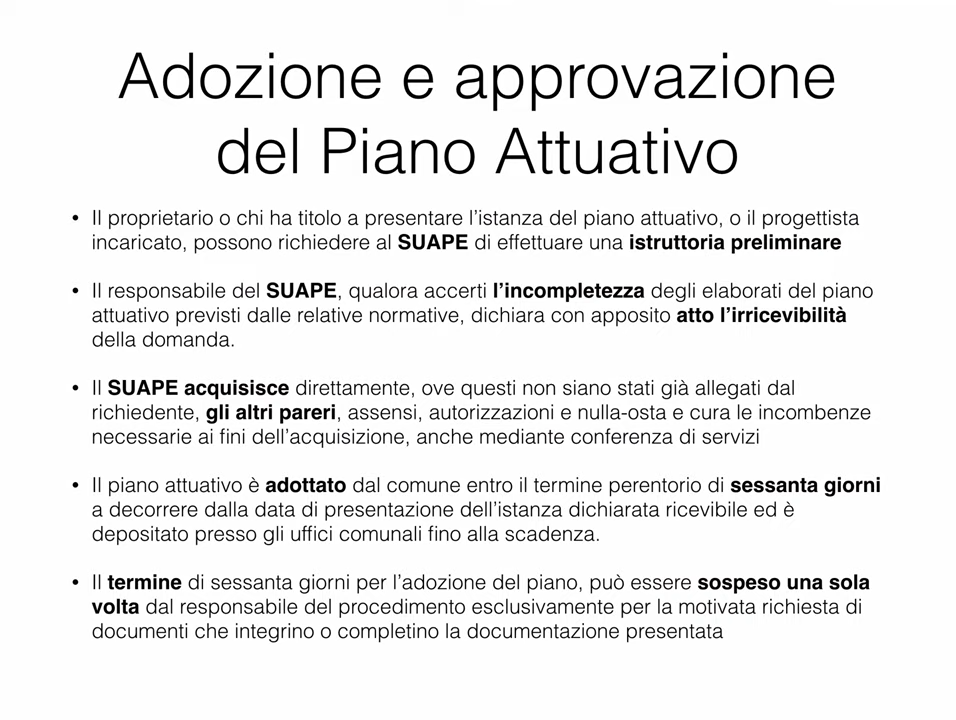 Adozione e approvazione
del Piano Attuativo
• Il proprietario o chi ha titolo a presentare l’istanza del piano attuativo, o il progettista
incaricato, possono richiedere al SUAPE di effettuare una istruttoria preliminare
• Il responsabile del SUAPE, qualora accerti l’incompletezza degli elaborati del piano
attuativo previsti dalle relative normative, dichiara con apposito atto l’irricevibilità
della domanda.
• Il SUAPE acquisisce direttamente, ove questi non siano stati già allegati dal
richiedente, gli altri pareri, assensi, autorizzazioni e nulla-osta e cura le incombenze
necessarie ai fini dell’acquisizione, anche mediante conferenza di servizi
• Il piano attuativo è adottato dal comune entro il termine perentorio di sessanta giorni
a decorrere dalla data di presentazione dell’istanza dichiarata ricevibile ed è
depositato presso gli uffici comunali fino alla scadenza.
• Il termine di sessanta giorni per l’adozione del piano, può essere sospeso una sola
volta dal responsabile del procedimento esclusivamente per la motivata richiesta di
documenti che integrino o completino la documentazione presentata